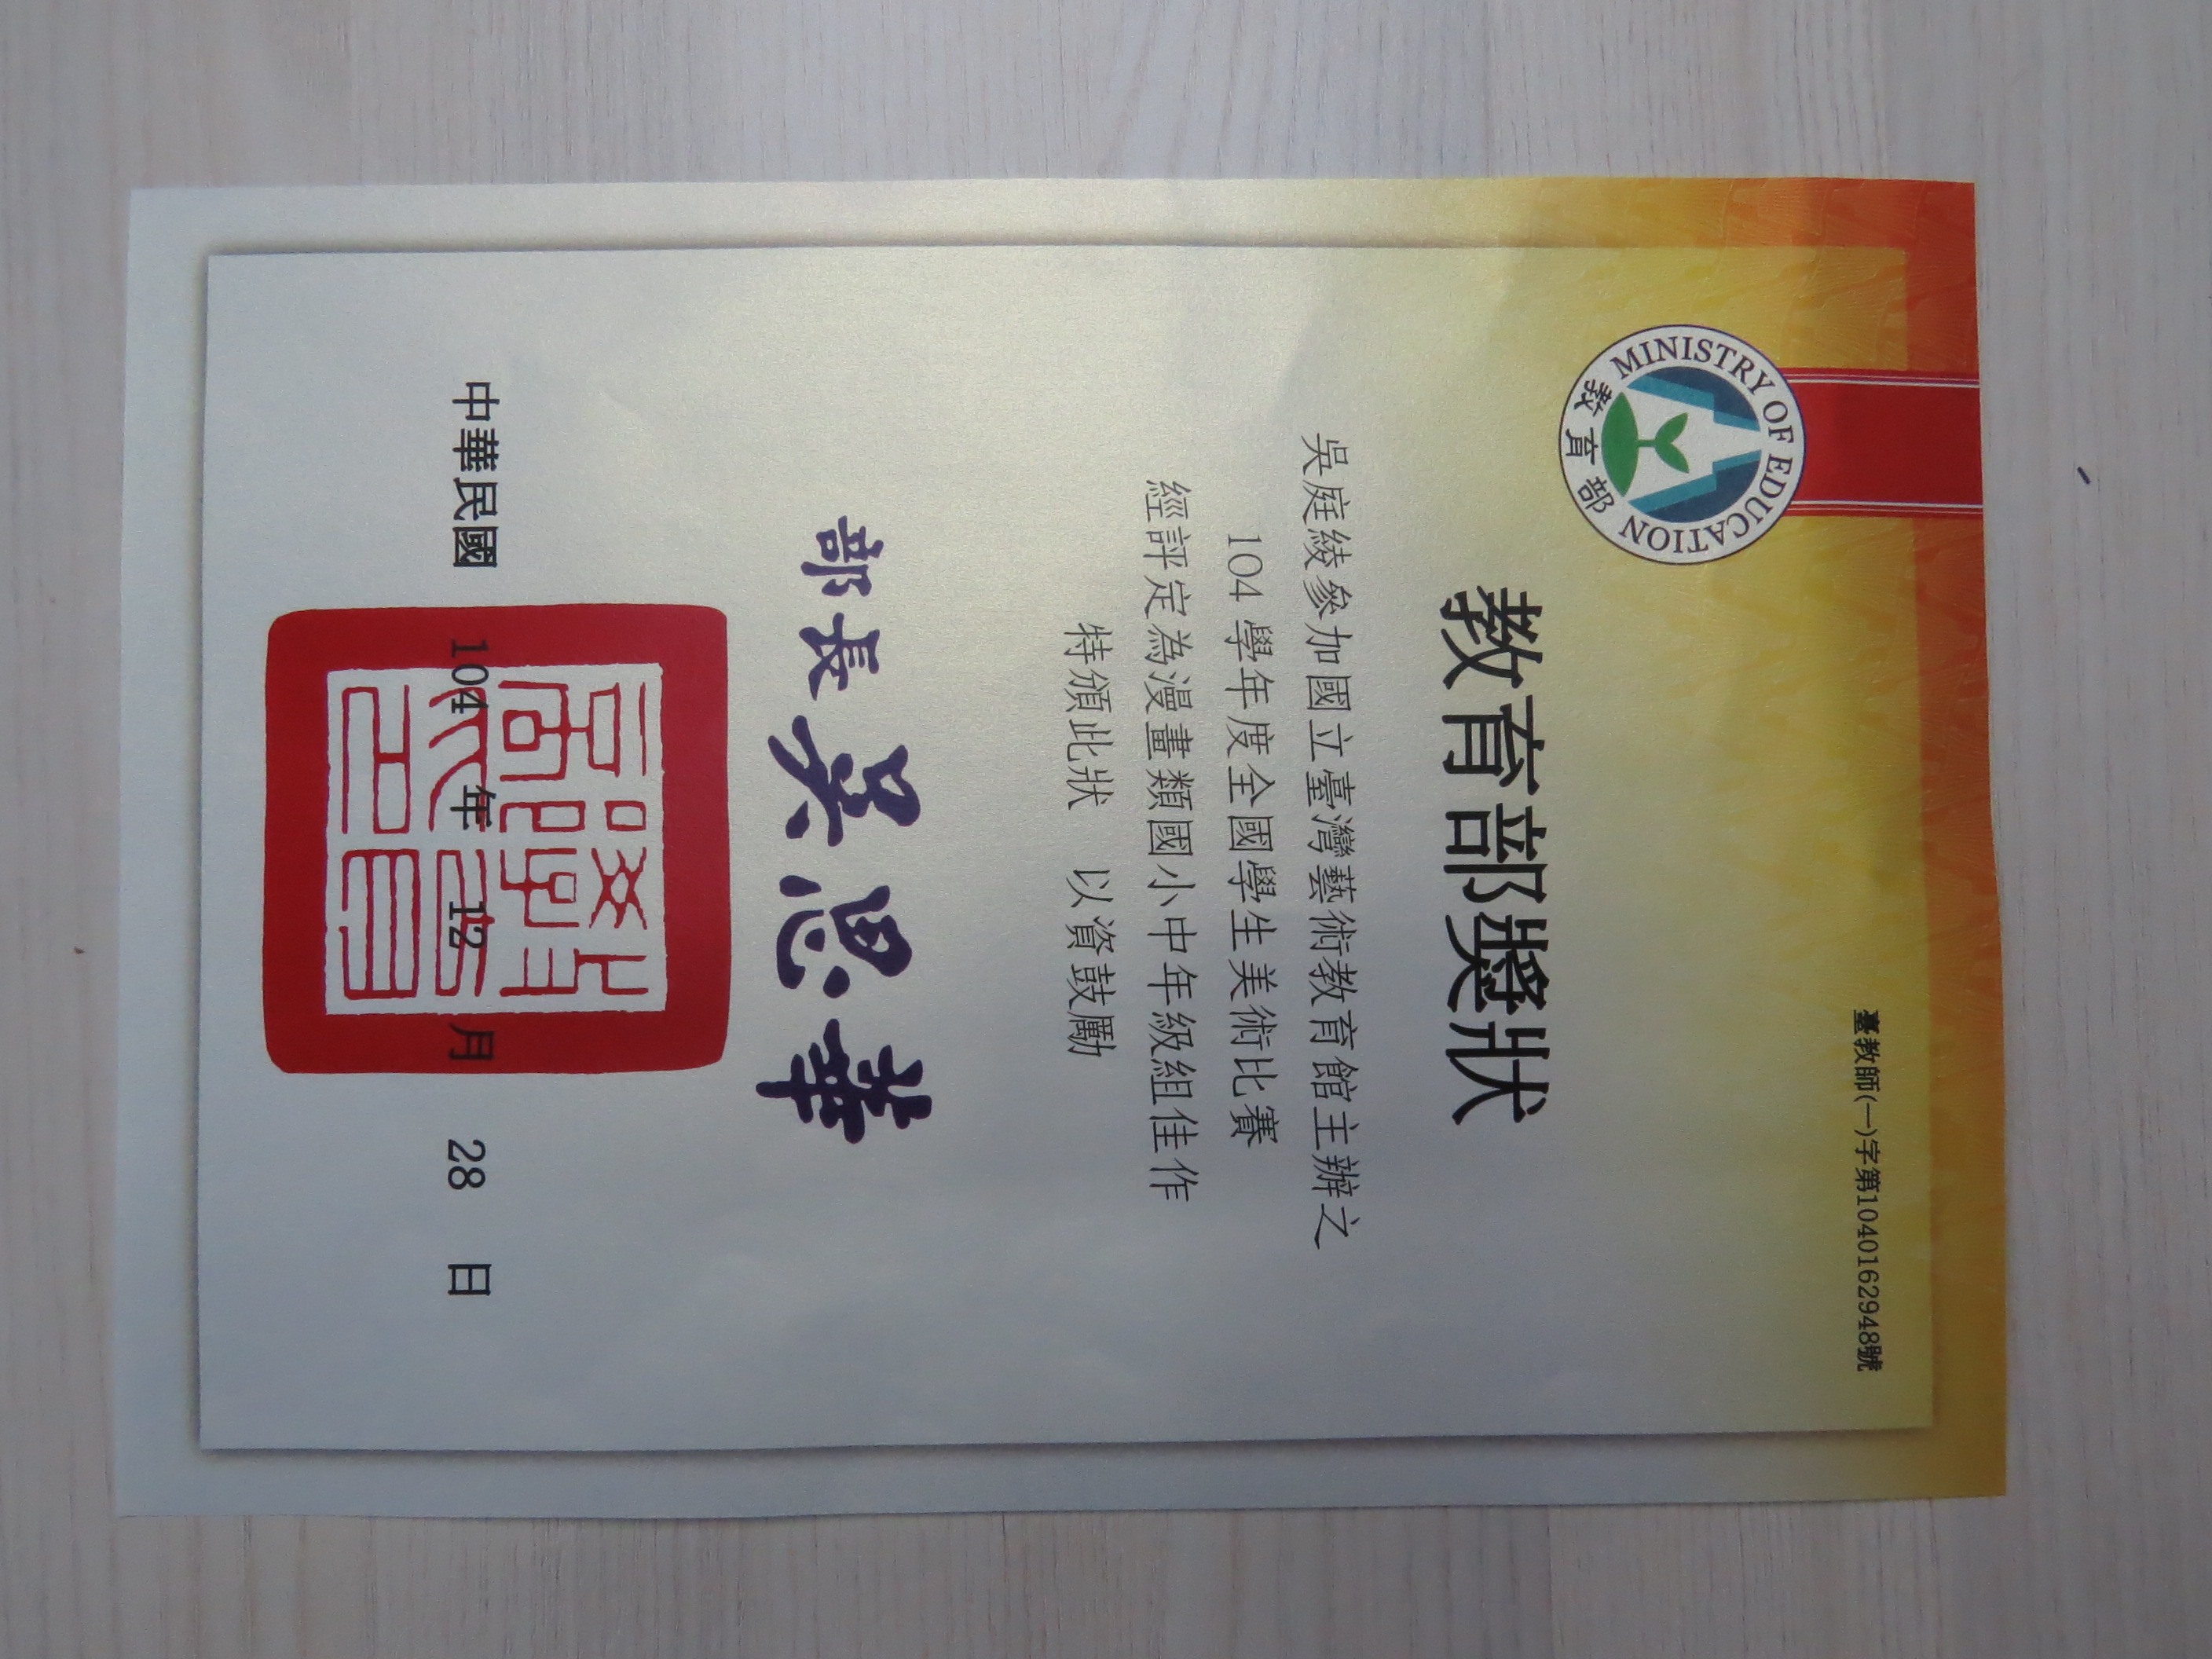 臺教師(一)字第1040162948號
MINISTRY OF EDUCATION
教育部
教育部獎狀
吳庭綾參加國立臺灣藝術教育館主辦之
104 學年度全國學生美術比賽
經評定為漫畫類國小中年級組佳作
特頒此狀 以資鼓勵
部長 吳思華
中華民國 104 年 12 月 28 日